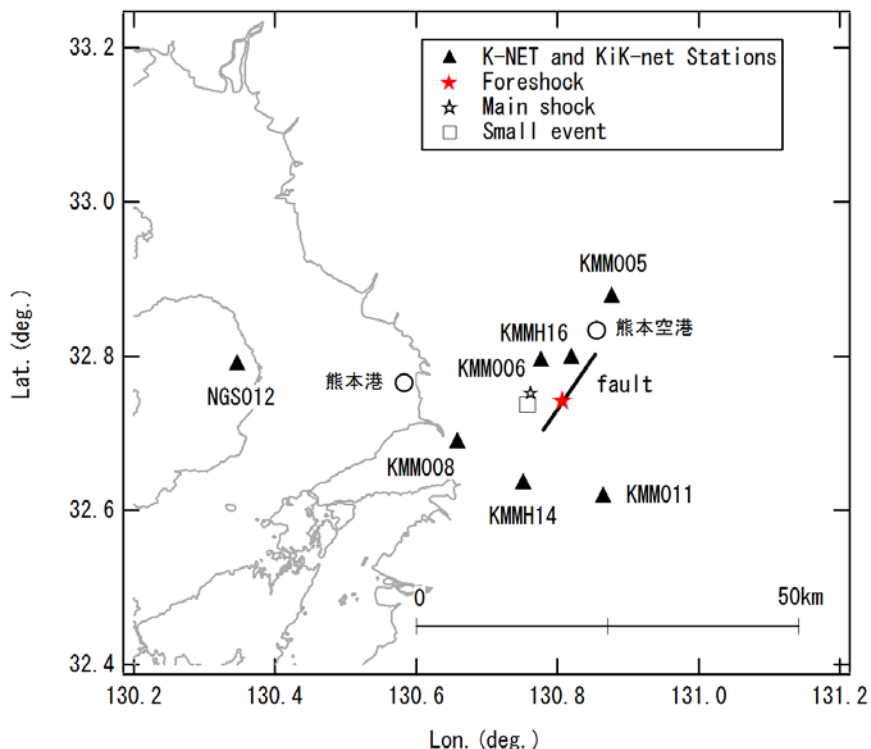 33.2
33.0
32.8
32.6
32.4
Lat. (deg.)
K-NET and KiK-net Stations
Foreshock
Main shock
Small event
KMM005
熊本空港
KMMH16
KMM006
fault
熊本港
NGS012
KMM008
KMMH14
KMM011
0
50km
130.2
130.4
130.6
130.8
131.0
131.2
Lon. (deg.)